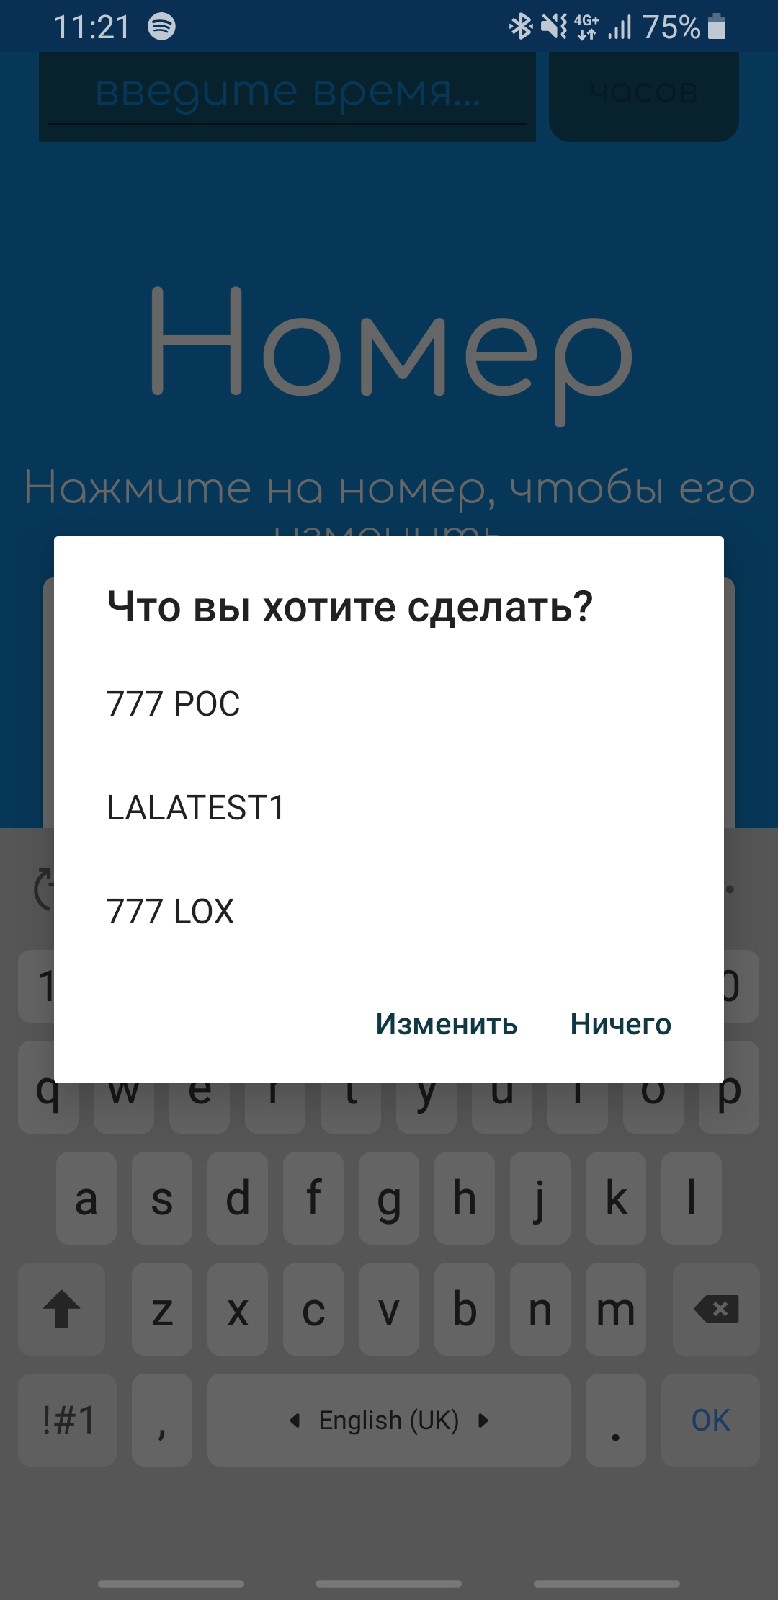 11:21 4G+ 75%
введите время... часов
Номер
Нажмите на номер, чтобы его
изменить
Что вы хотите сделать?
777 POC
LALATEST1
777 LOX
Изменить Ничего
1 0
q w e r t y u i o p
a s d f g h j k l
z x c v b n m
!#1 , English (UK) . OK